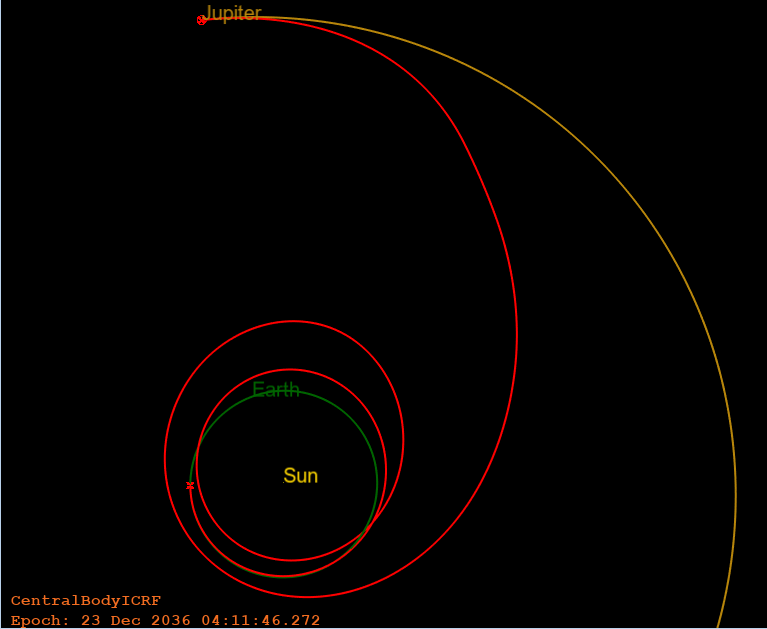 Jupiter
Earth
Sun
CentralBodyICRF
Epoch: 23 Dec 2036 04:11:46.272